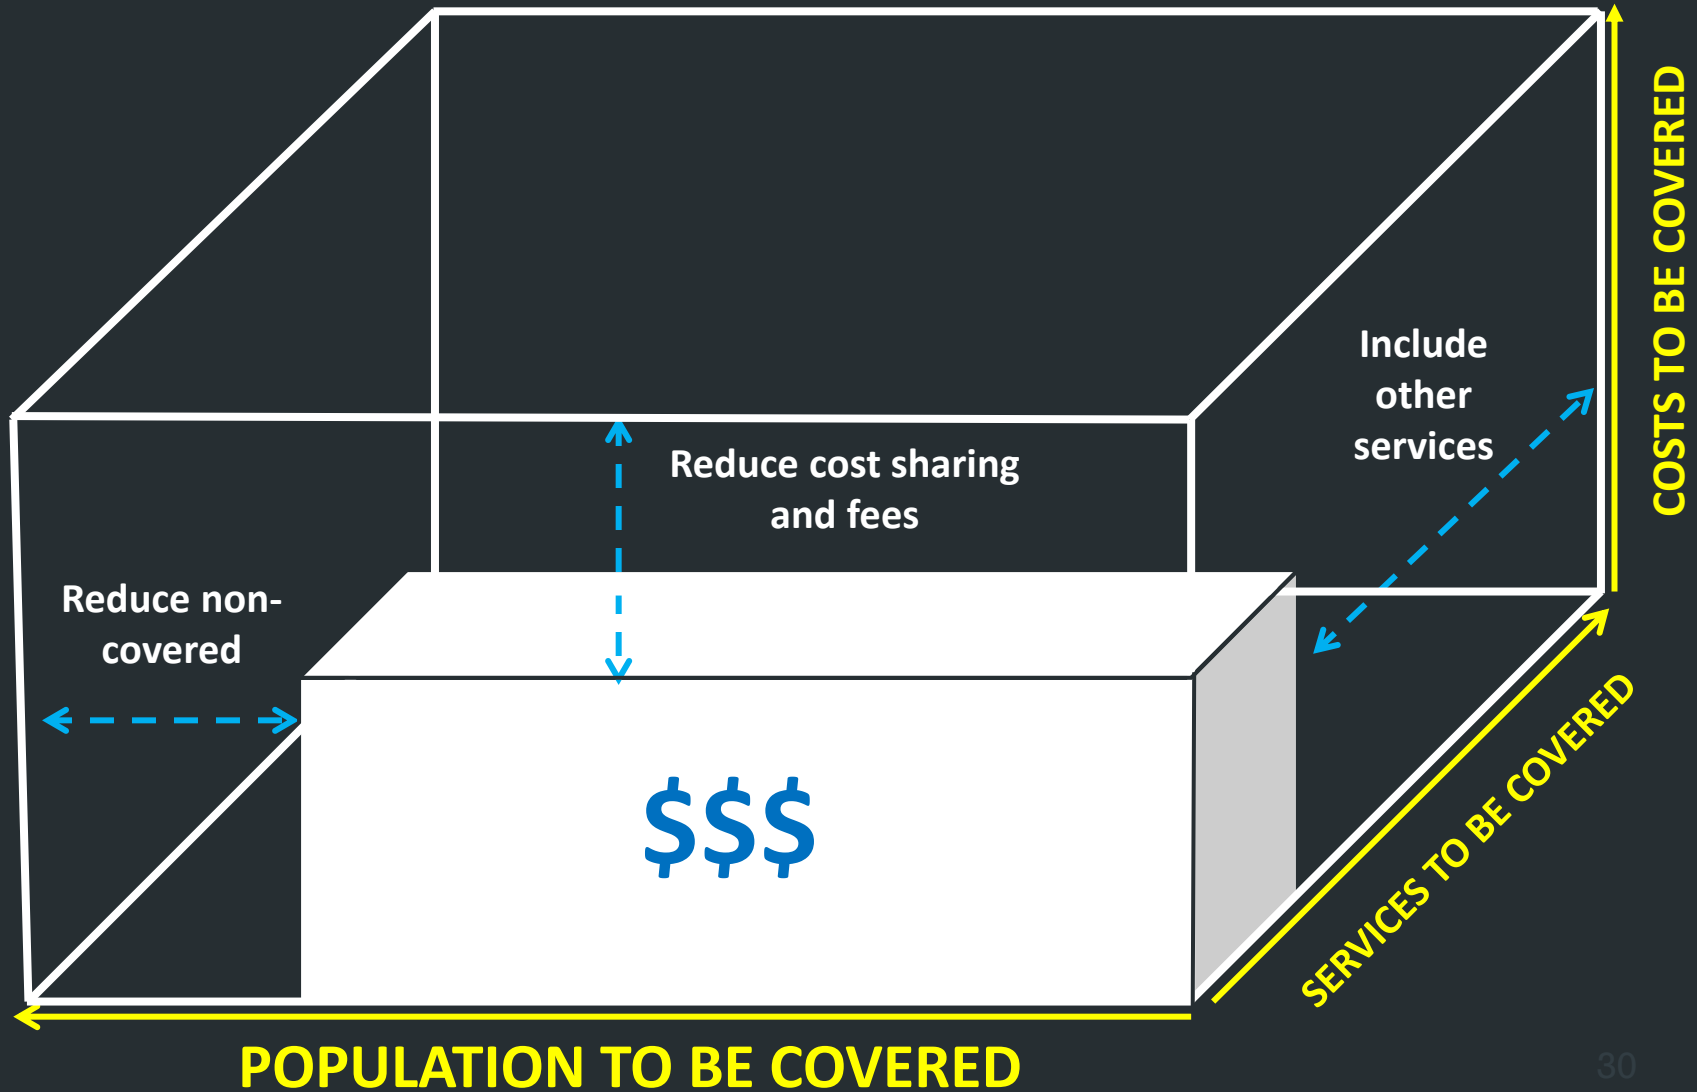 COSTS TO BE COVERED
Include
other
services
Reduce cost sharing
and fees
Reduce non-
covered
$$$
SERVICES TO BE COVERED
POPULATION TO BE COVERED
30